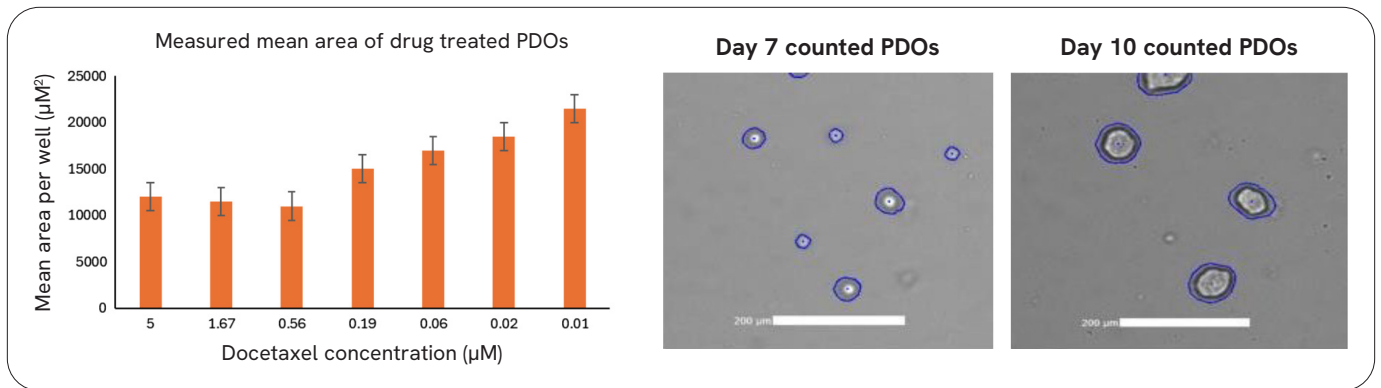 Measured mean area of drug treated PDOs
Mean area per well (µM²)
25000
20000
15000
10000
5000
0
5 1.67 0.56 0.19 0.06 0.02 0.01
Docetaxel concentration (µM)
Day 7 counted PDOs
200 µm
Day 10 counted PDOs
200 µm